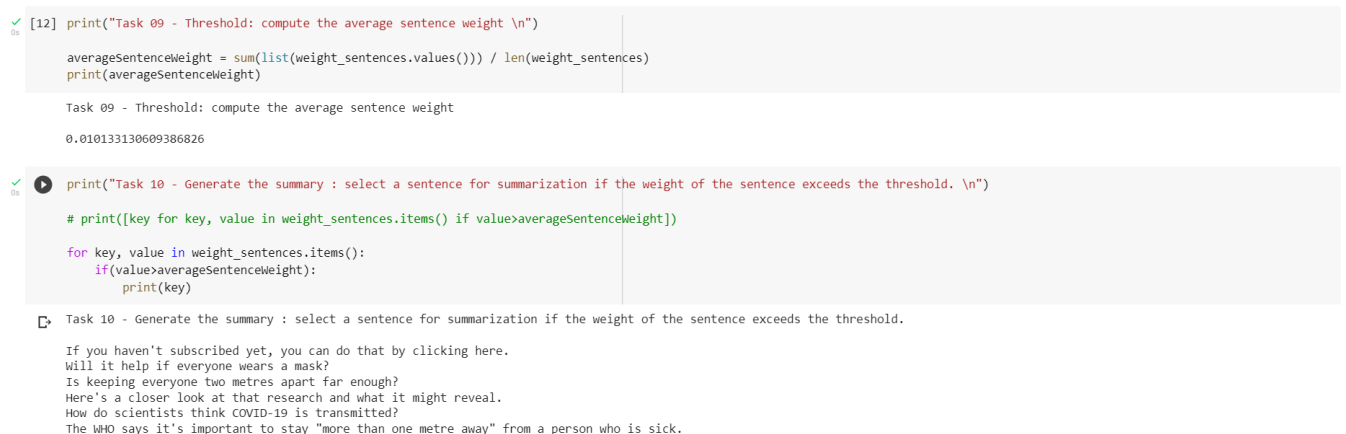 [12] print("Task 09 - Threshold: compute the average sentence weight \n")
0s
averageSentenceWeight = sum(list(weight_sentences.values())) / len(weight_sentences)
print(averageSentenceWeight)
Task 09 - Threshold: compute the average sentence weight
0.010133130609386826
print("Task 10 - Generate the summary : select a sentence for summarization if the weight of the sentence exceeds the threshold. \n")
0s
# print([key for key, value in weight_sentences.items() if value>averageSentenceWeight])
for key, value in weight_sentences.items():
if(value>averageSentenceWeight):
print(key)
Task 10 - Generate the summary : select a sentence for summarization if the weight of the sentence exceeds the threshold.
If you haven't subscribed yet, you can do that by clicking here.
Will it help if everyone wears a mask?
Is keeping everyone two metres apart far enough?
Here's a closer look at that research and what it might reveal.
How do scientists think COVID-19 is transmitted?
The WHO says it's important to stay "more than one metre away" from a person who is sick.